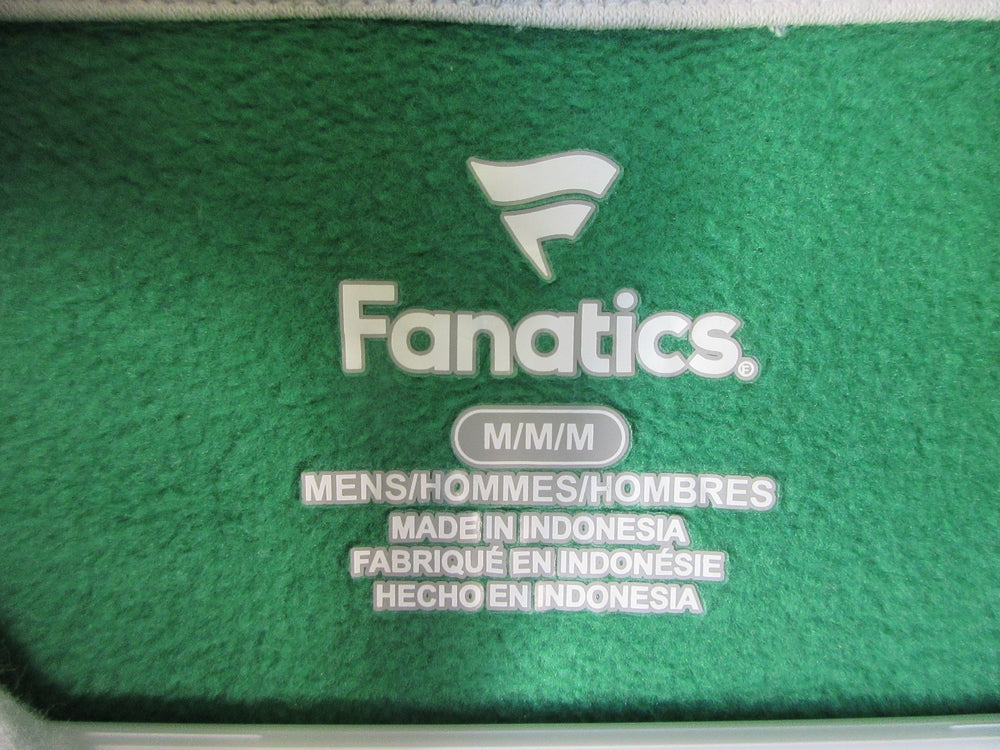 Fanatics.
M/M/M
MENS/HOMMES/HOMBRES
MADE IN INDONESIA
FABRIQUÉ EN INDONÉSIE
HECHO EN INDONESIA